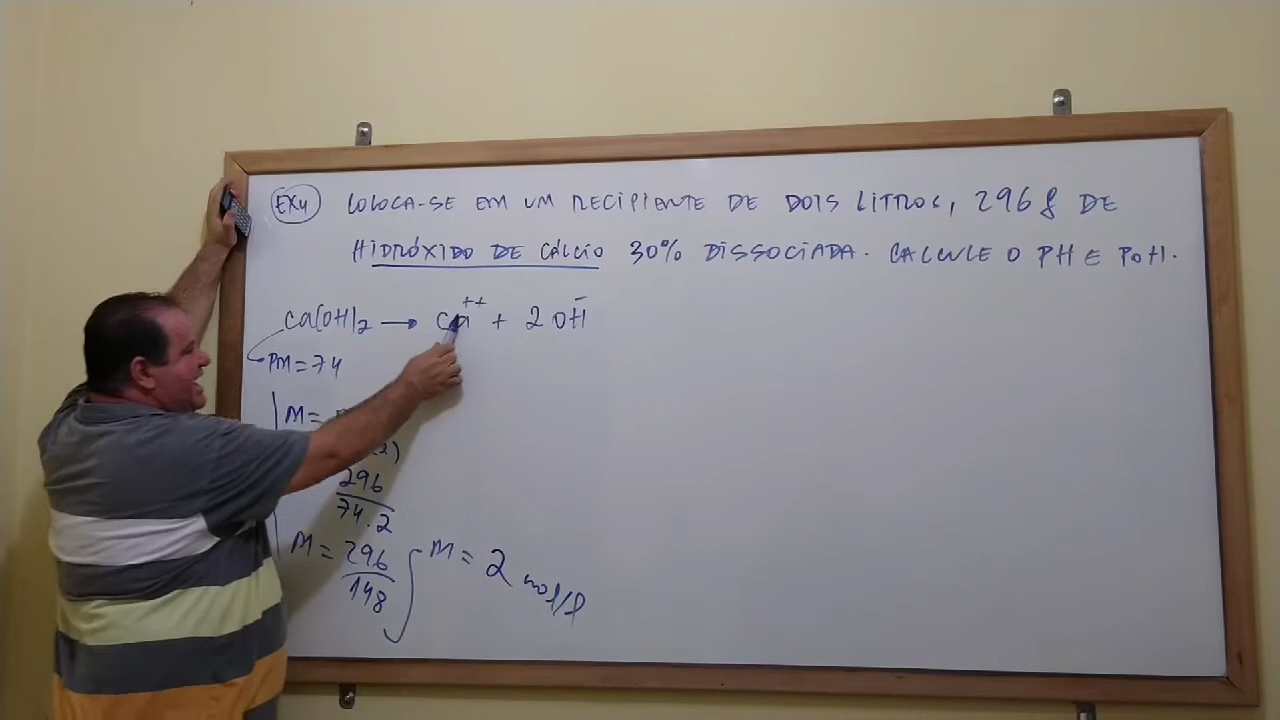 EX4 COLOCA-SE EM UM RECIPIENTE DE DOIS LITROS, 296 g DE
HIDRÓXIDO DE CÁLCIO 30% DISSOCIADA. CALCULE O PH E POH.
Ca(OH)2 → Ca++ + 2 OH-
PM = 74
M =
296
74.2
M = 296
148
M = 2 mol/l